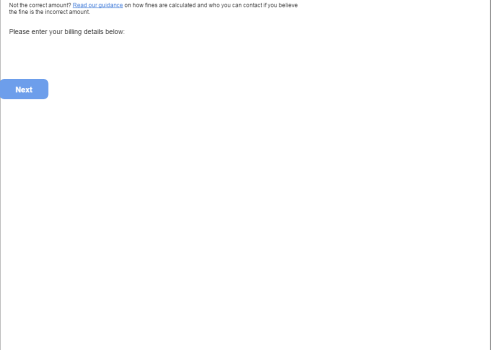 Not the correct amount? Read our guidance on how fines are calculated and who you can contact if you believe
the fine is the incorrect amount.
Please enter your billing details below.
Next